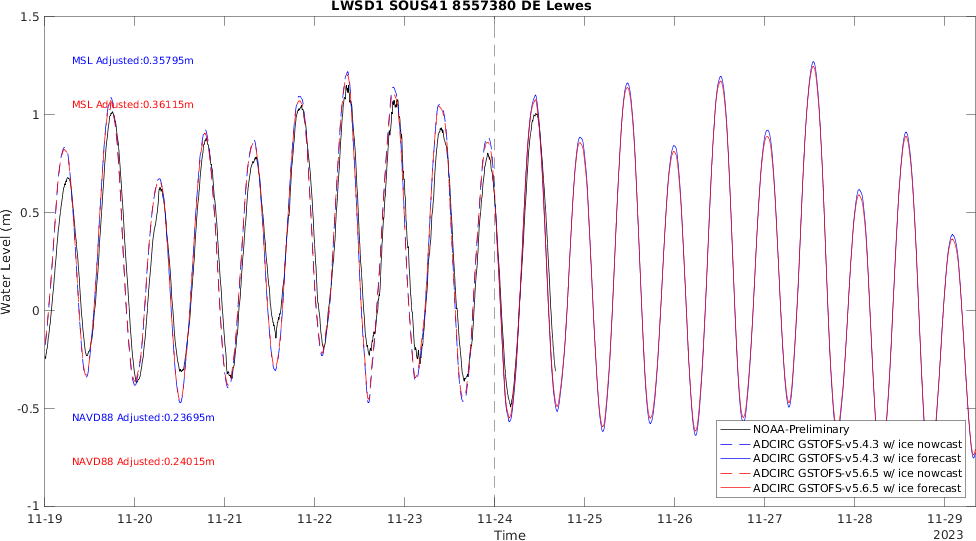 LWSD1 SOUS41 8557380 DE Lewes
1.5
1
0.5
0
-0.5
-1
Water Level (m)
MSL Adjusted:0.35795m
MSL Adjusted:0.36115m
NAVD88 Adjusted:0.23695m
NAVD88 Adjusted:0.24015m
NOAA-Preliminary
ADCIRC GSTOFS-v5.4.3 w/ ice nowcast
ADCIRC GSTOFS-v5.4.3 w/ ice forecast
ADCIRC GSTOFS-v5.6.5 w/ ice nowcast
ADCIRC GSTOFS-v5.6.5 w/ ice forecast
11-19 11-20 11-21 11-22 11-23 11-24 11-25 11-26 11-27 11-28 11-29
Time
2023